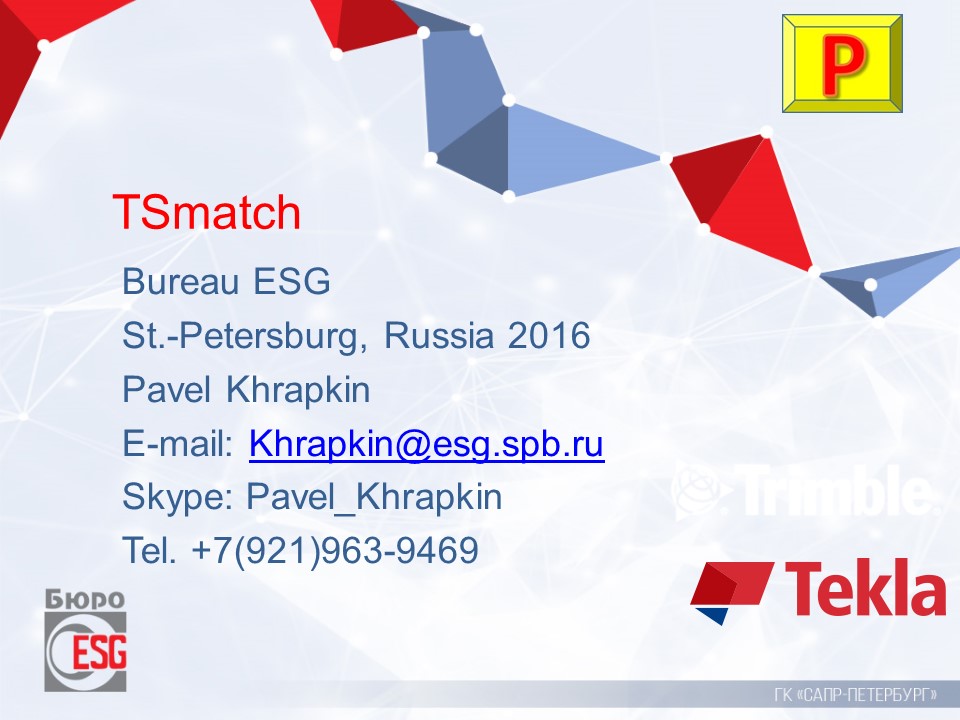 P
TSmatch
Bureau ESG
St.-Petersburg, Russia 2016
Pavel Khrapkin
E-mail: Khrapkin@esg.spb.ru
Skype: Pavel_Khrapkin
Tel. +7(921)963-9469
Trimble
Tekla
Бюро
ESG
ГК «САПР-ПЕТЕРБУРГ»